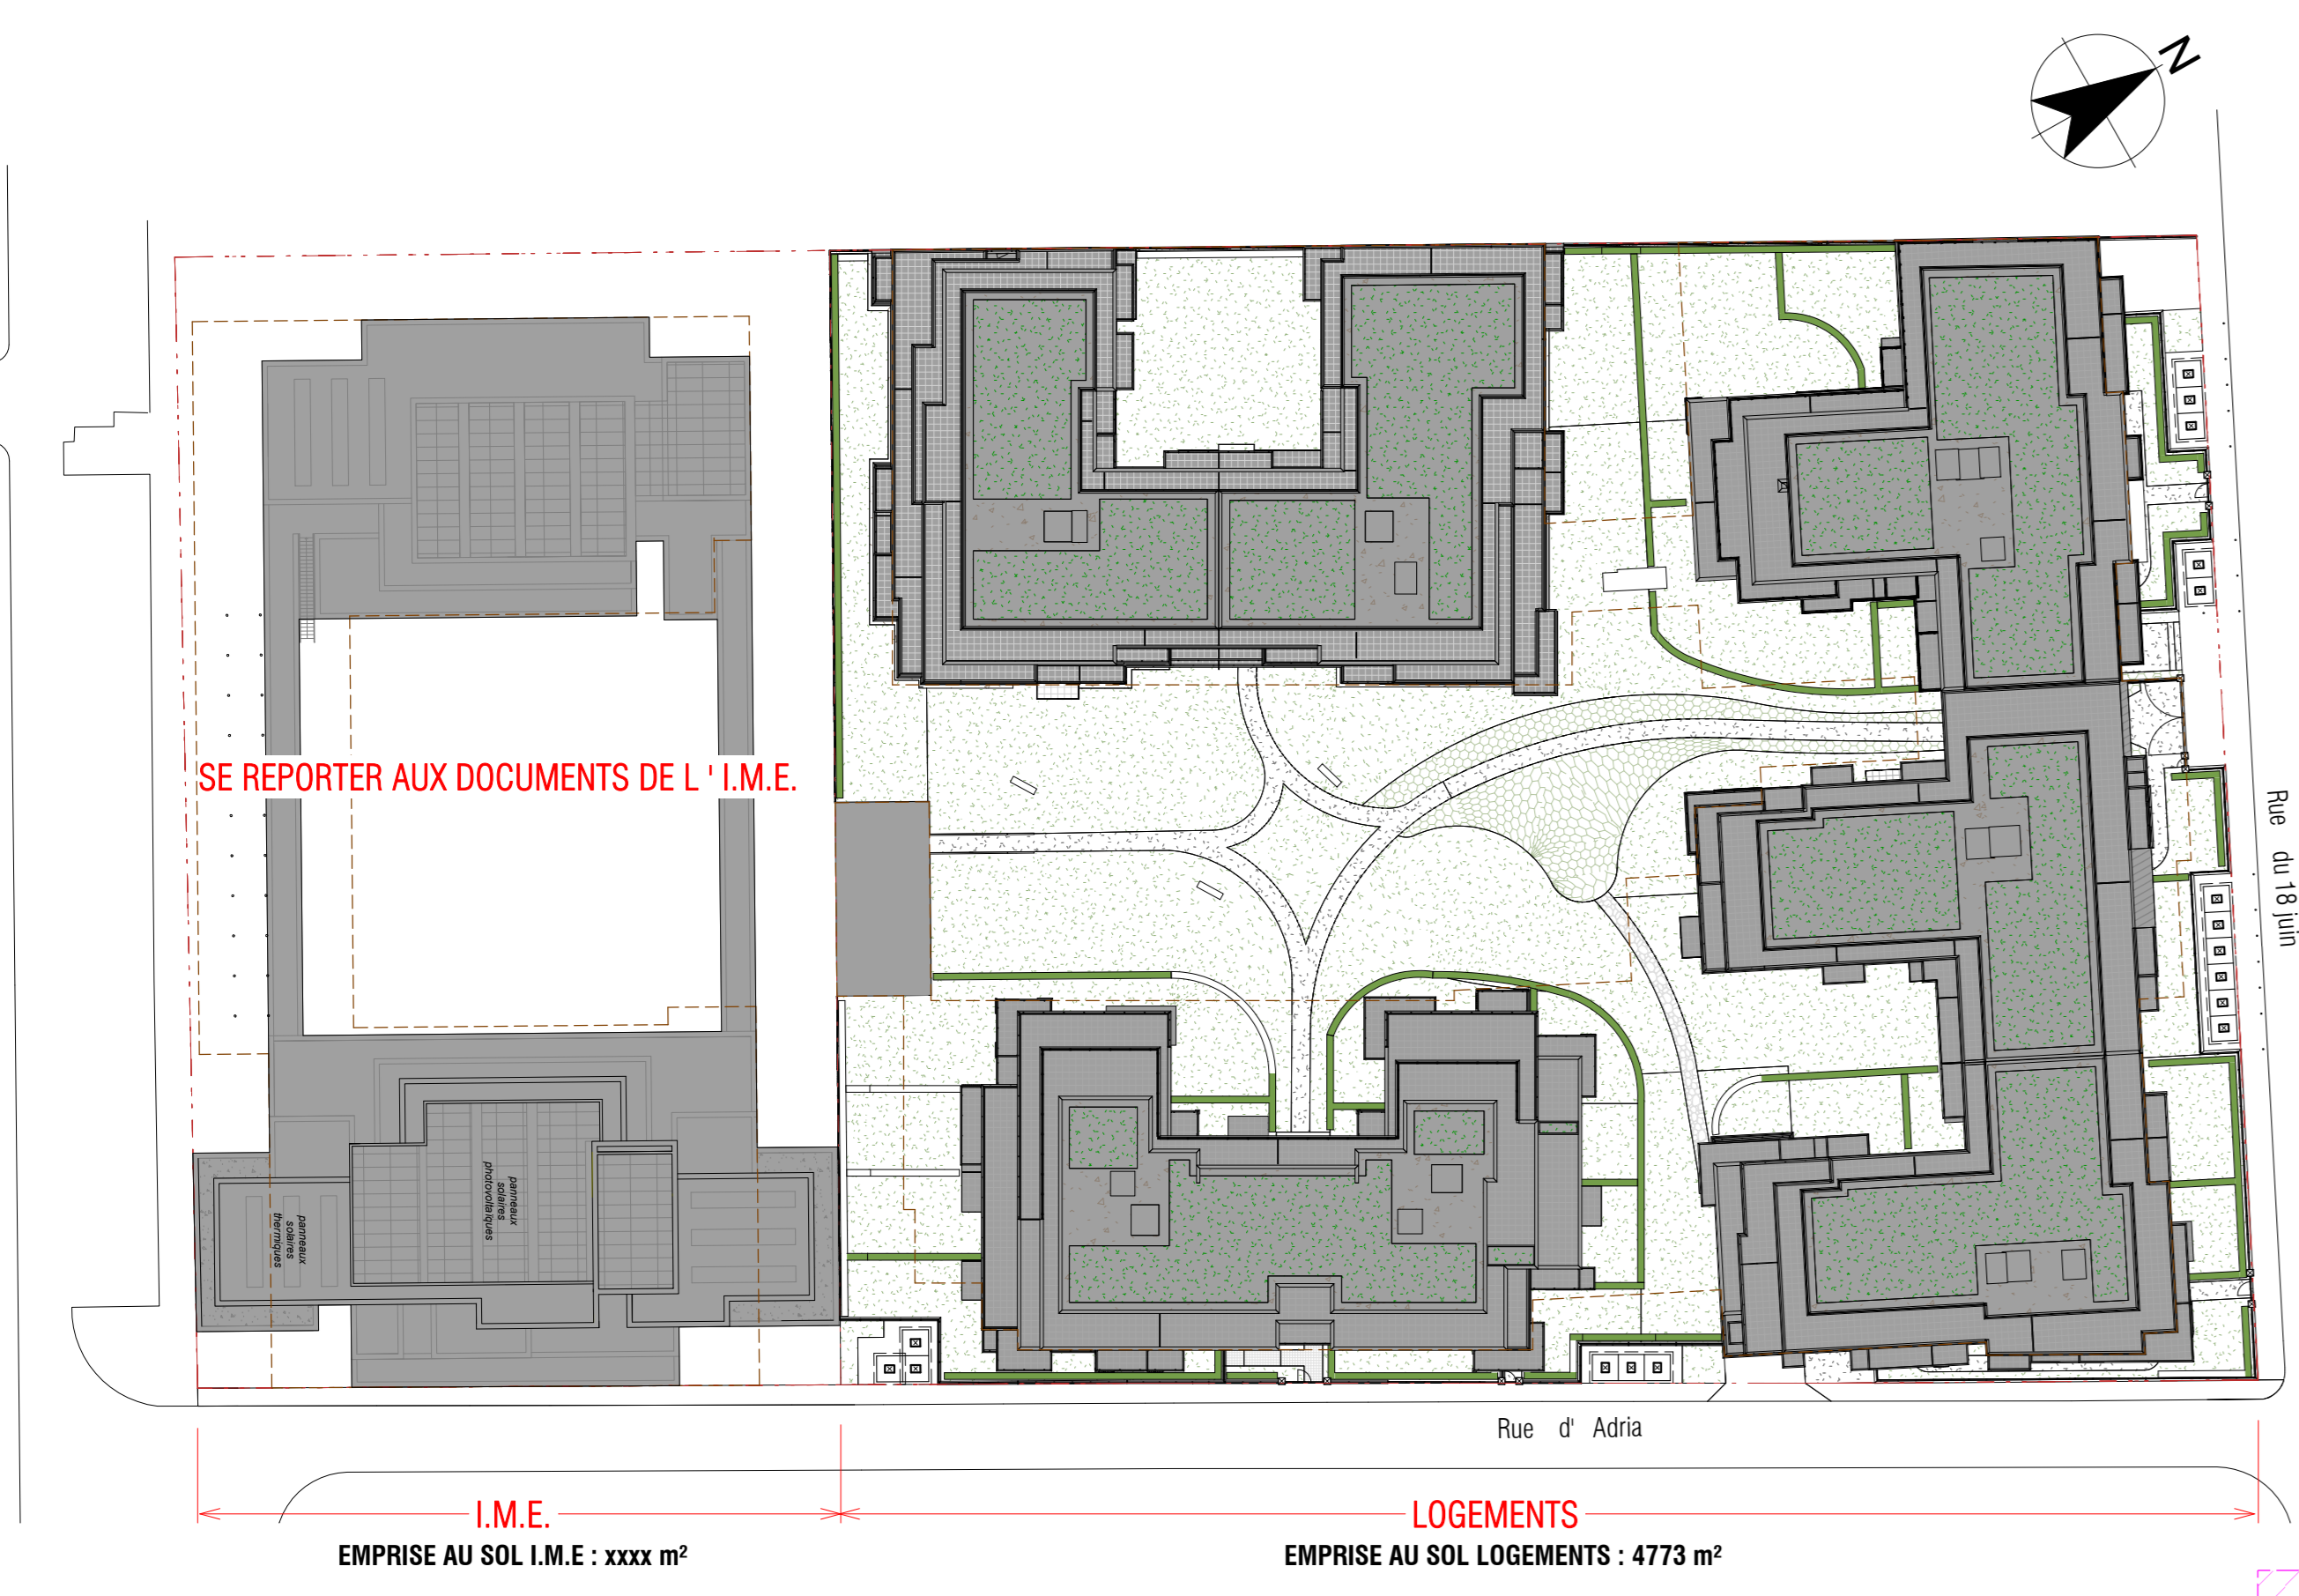 N
SE REPORTER AUX DOCUMENTS DE L ' I.M.E.
Rue du 18 juin
panneaux
solaires
photovoltaïques
panneaux
solaires
thermiques
Rue d' Adria
I.M.E.
LOGEMENTS
EMPRISE AU SOL I.M.E : xxxx m²
EMPRISE AU SOL LOGEMENTS : 4773 m²